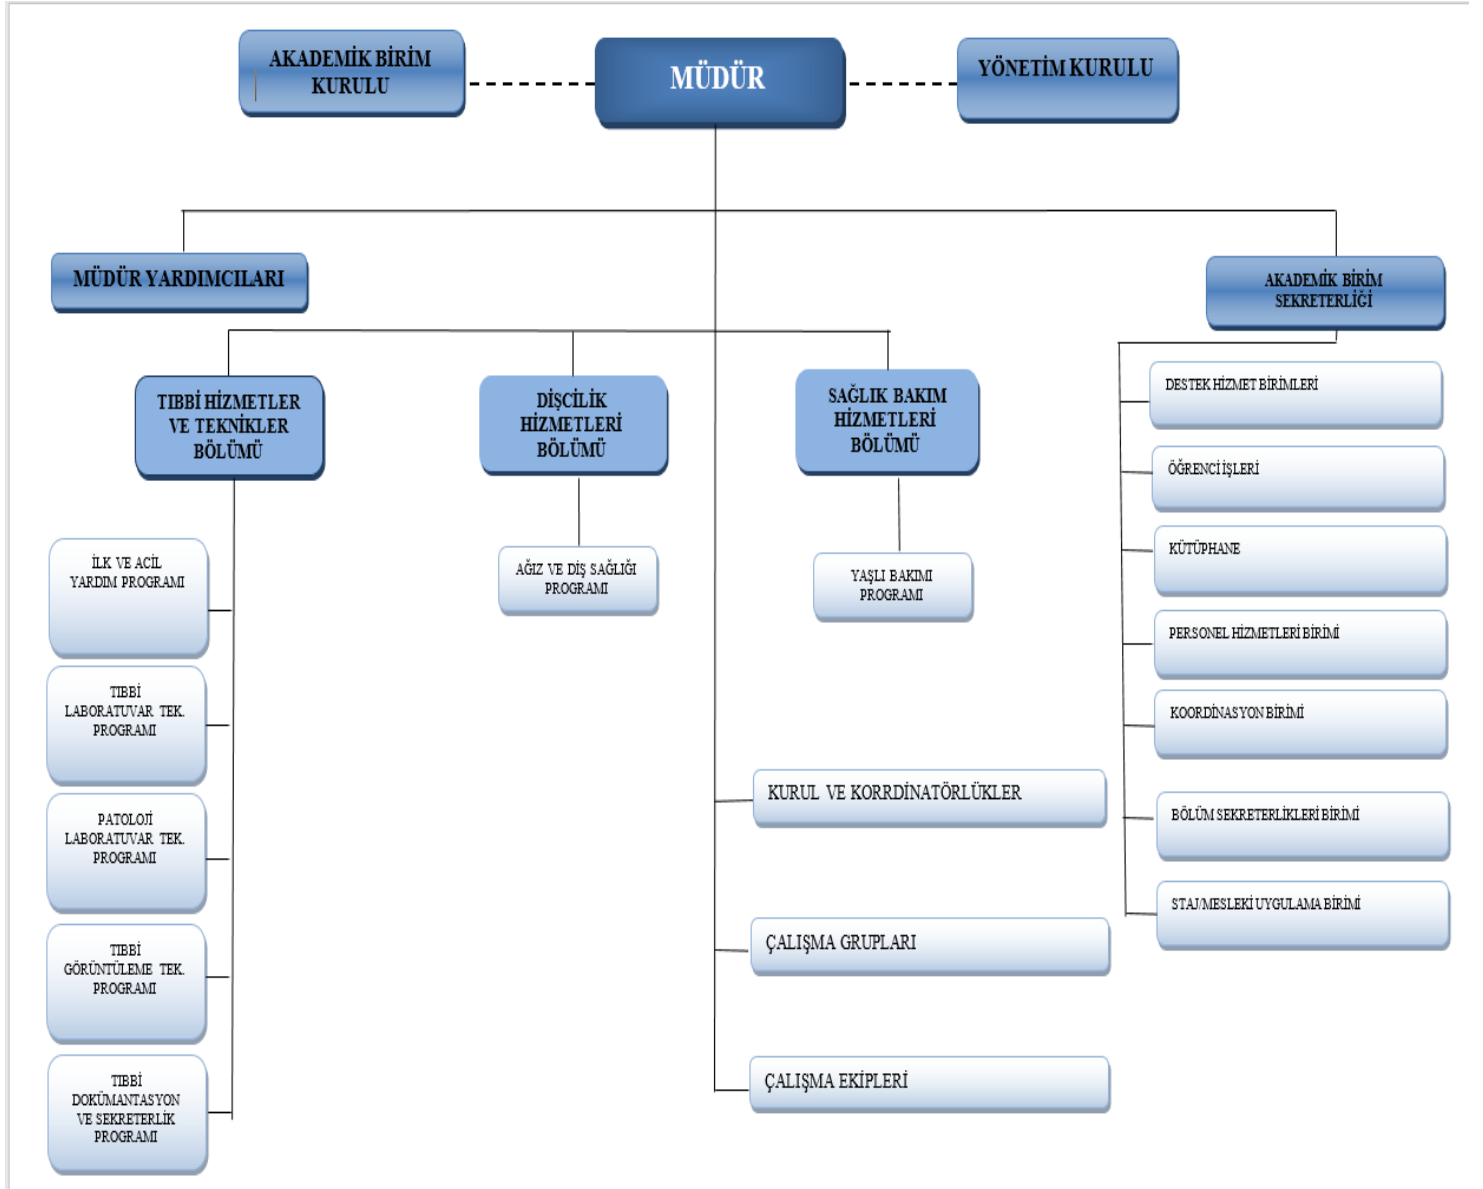 AKADEMİK BİRİM
KURULU
MÜDÜR
YÖNETİM KURULU
MÜDÜR YARDIMCILARI
AKADEMİK BİRİM
SEKRETERLİĞİ
TIBBİ HİZMETLER
VE TEKNİKLER
BÖLÜMÜ
DİŞCİLİK
HİZMETLERİ
BÖLÜMÜ
SAĞLIK BAKIM
HİZMETLERİ
BÖLÜMÜ
İLK VE ACİL
YARDIM PROGRAMI
TIBBİ
LABORATUVAR TEK.
PROGRAMI
PATOLOJİ
LABORATUVAR TEK.
PROGRAMI
TIBBİ
GÖRÜNTÜLEME TEK.
PROGRAMI
TIBBİ
DOKÜMANTASYON
VE SEKRETERLİK
PROGRAMI
AĞIZ VE DİŞ SAĞLIĞI
PROGRAMI
YAŞLI BAKIMI
PROGRAMI
KURUL VE KORRDİNATÖRLÜKLER
ÇALIŞMA GRUPLARI
ÇALIŞMA EKİPLERİ
DESTEK HİZMET BİRİMLERİ
ÖĞRENCİ İŞLERİ
KÜTÜPHANE
PERSONEL HİZMETLERİ BİRİMİ
KOORDİNASYON BİRİMİ
BÖLÜM SEKRETERLİKLERİ BİRİMİ
STAJ/MESLEKİ UYGULAMA BİRİMİ